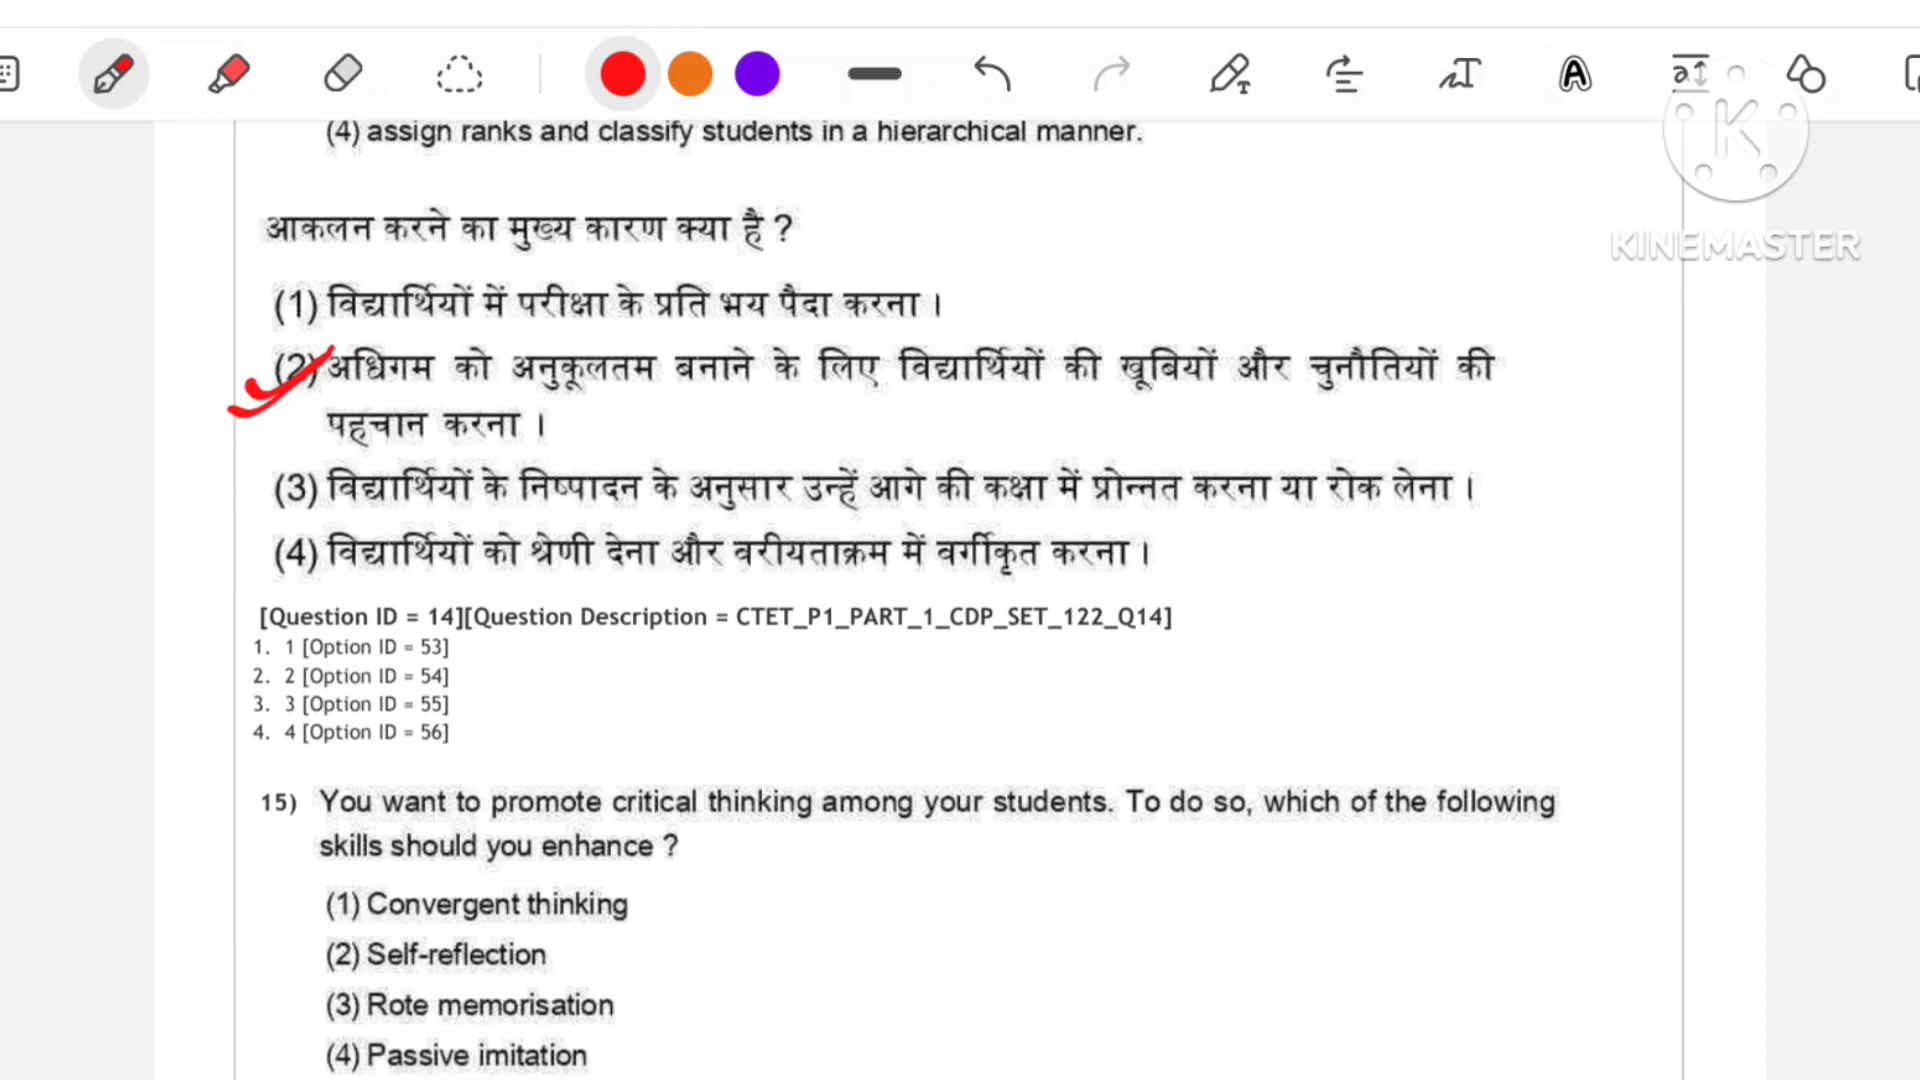 (4) assign ranks and classify students in a hierarchical manner.
आकलन करने का मुख्य कारण क्या है ?
(1) विद्यार्थियों में परीक्षा के प्रति भय पैदा करना ।
(2) अधिगम को अनुकूलतम बनाने के लिए विद्यार्थियों की खूबियों और चुनौतियों की
पहचान करना ।
(3) विद्यार्थियों के निष्पादन के अनुसार उन्हें आगे की कक्षा में प्रोन्नत करना या रोक लेना ।
(4) विद्यार्थियों को श्रेणी देना और वरीयताक्रम में वर्गीकृत करना ।
[Question ID = 14][Question Description = CTET_P1_PART_1_CDP_SET_122_Q14]
1. 1 [Option ID = 53]
2. 2 [Option ID = 54]
3. 3 [Option ID = 55]
4. 4 [Option ID = 56]
15) You want to promote critical thinking among your students. To do so, which of the following
skills should you enhance ?
(1) Convergent thinking
(2) Self-reflection
(3) Rote memorisation
(4) Passive imitation
K
KINEMASTER